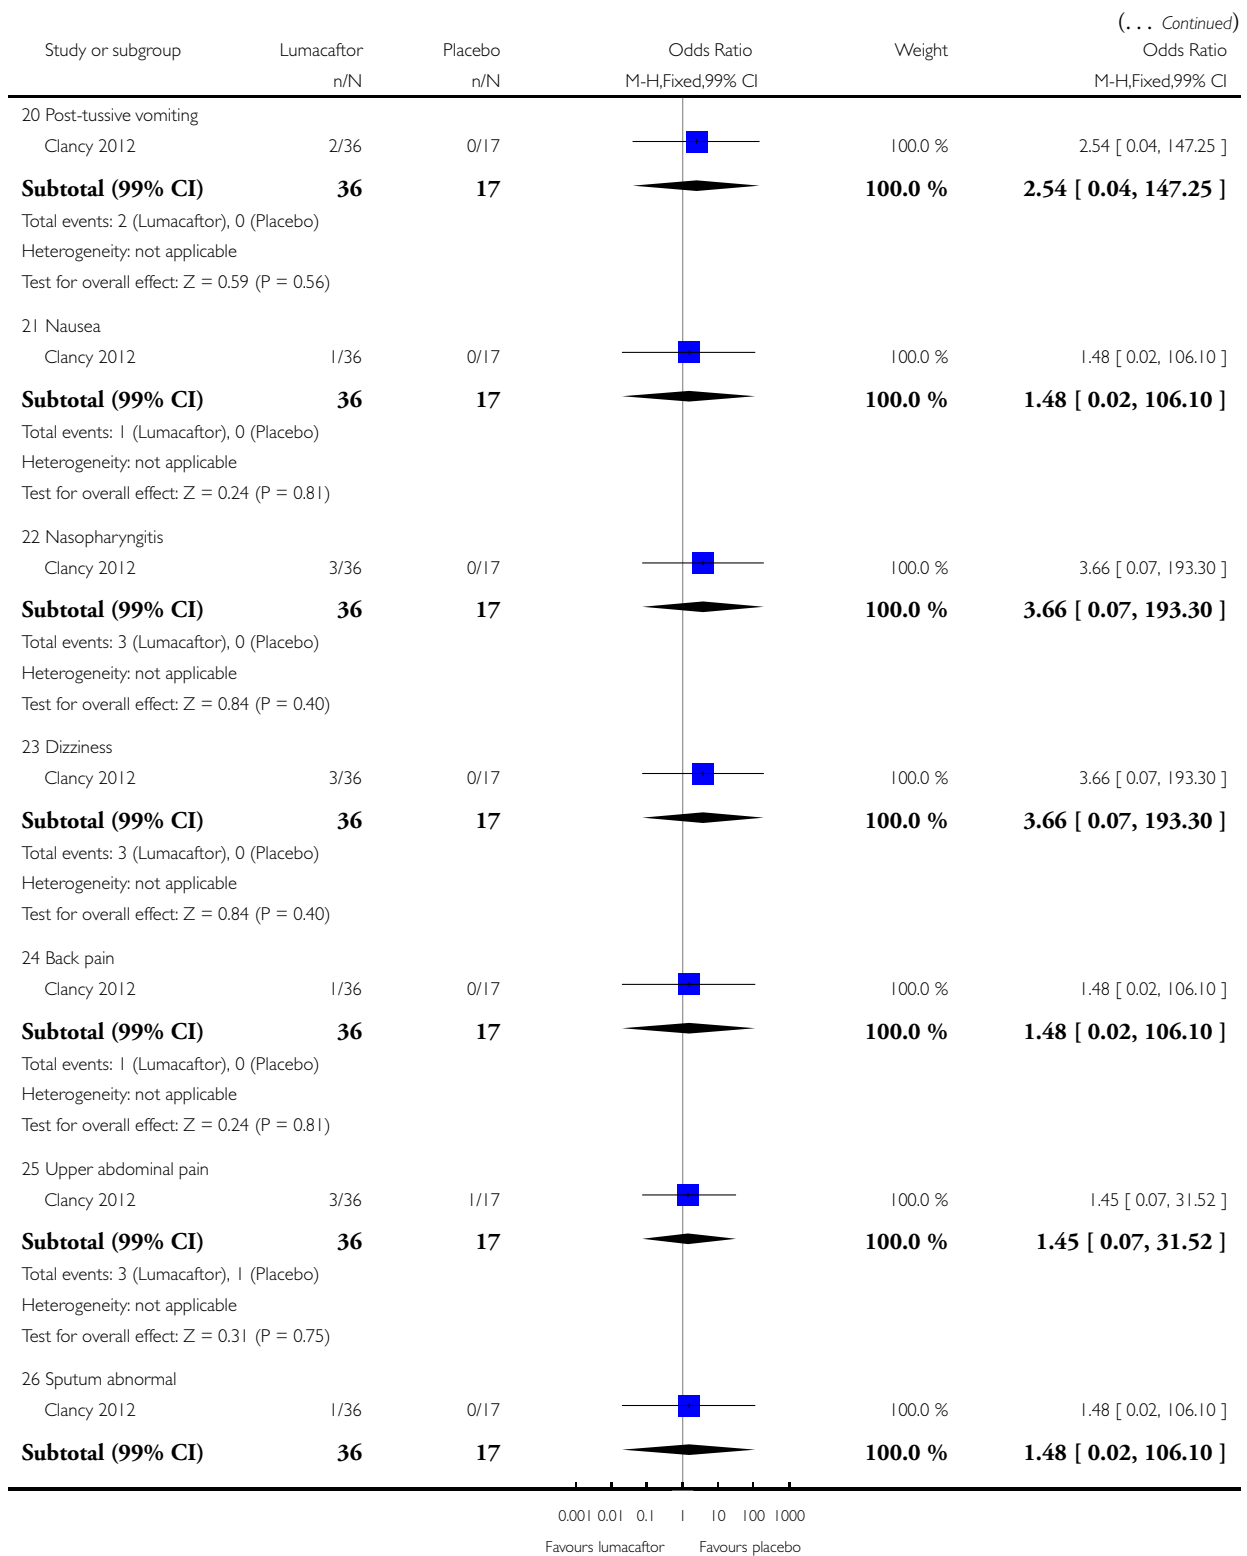 (... Continued)
Study or subgroup Lumacaftor Placebo Odds Ratio Weight Odds Ratio
n/N n/N M-H,Fixed,99% CI M-H,Fixed,99% CI
20 Post-tussive vomiting
Clancy 2012 2/36 0/17 100.0 % 2.54 [ 0.04, 147.25 ]
Subtotal (99% CI) 36 17 100.0 % 2.54 [ 0.04, 147.25 ]
Total events: 2 (Lumacaftor), 0 (Placebo)
Heterogeneity: not applicable
Test for overall effect: Z = 0.59 (P = 0.56)
21 Nausea
Clancy 2012 1/36 0/17 100.0 % 1.48 [ 0.02, 106.10 ]
Subtotal (99% CI) 36 17 100.0 % 1.48 [ 0.02, 106.10 ]
Total events: 1 (Lumacaftor), 0 (Placebo)
Heterogeneity: not applicable
Test for overall effect: Z = 0.24 (P = 0.81)
22 Nasopharyngitis
Clancy 2012 3/36 0/17 100.0 % 3.66 [ 0.07, 193.30 ]
Subtotal (99% CI) 36 17 100.0 % 3.66 [ 0.07, 193.30 ]
Total events: 3 (Lumacaftor), 0 (Placebo)
Heterogeneity: not applicable
Test for overall effect: Z = 0.84 (P = 0.40)
23 Dizziness
Clancy 2012 3/36 0/17 100.0 % 3.66 [ 0.07, 193.30 ]
Subtotal (99% CI) 36 17 100.0 % 3.66 [ 0.07, 193.30 ]
Total events: 3 (Lumacaftor), 0 (Placebo)
Heterogeneity: not applicable
Test for overall effect: Z = 0.84 (P = 0.40)
24 Back pain
Clancy 2012 1/36 0/17 100.0 % 1.48 [ 0.02, 106.10 ]
Subtotal (99% CI) 36 17 100.0 % 1.48 [ 0.02, 106.10 ]
Total events: 1 (Lumacaftor), 0 (Placebo)
Heterogeneity: not applicable
Test for overall effect: Z = 0.24 (P = 0.81)
25 Upper abdominal pain
Clancy 2012 3/36 1/17 100.0 % 1.45 [ 0.07, 31.52 ]
Subtotal (99% CI) 36 17 100.0 % 1.45 [ 0.07, 31.52 ]
Total events: 3 (Lumacaftor), 1 (Placebo)
Heterogeneity: not applicable
Test for overall effect: Z = 0.31 (P = 0.75)
26 Sputum abnormal
Clancy 2012 1/36 0/17 100.0 % 1.48 [ 0.02, 106.10 ]
Subtotal (99% CI) 36 17 100.0 % 1.48 [ 0.02, 106.10 ]
0.001 0.01 0.1 1 10 100 1000
Favours lumacaftor Favours placebo